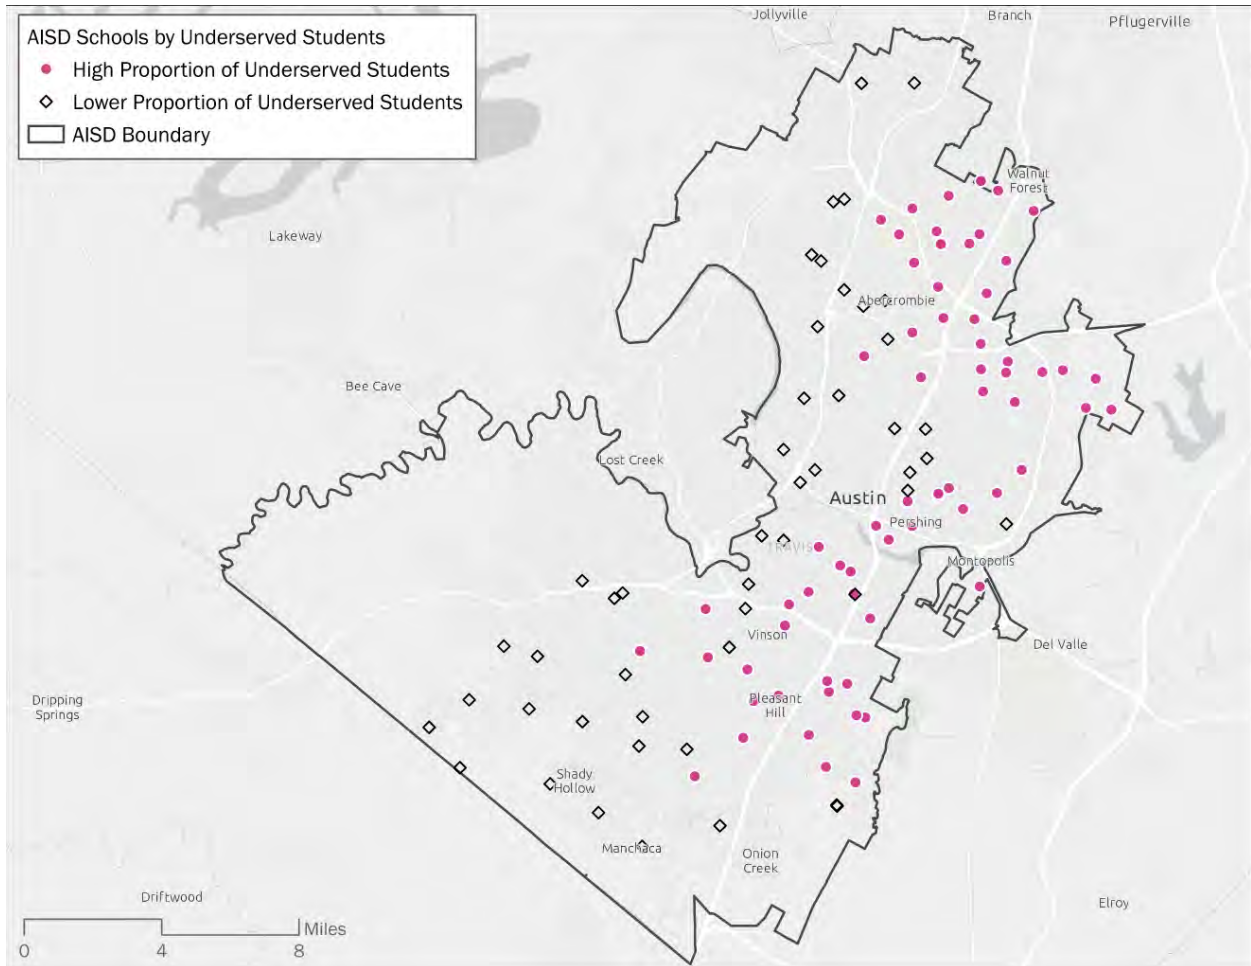 Jollyville
Branch
Pflugerville
AISD Schools by Underserved Students
High Proportion of Underserved Students
Lower Proportion of Underserved Students
AISD Boundary
Walnut
Forest
Lakeway
Abercrombie
Bee Cave
Lost Creek
Austin
Pershing
TRAVIS
Montopolis
Vinson
Del Valle
Dripping
Springs
Pleasant
Hill
Shady
Hollow
Manchaca
Onion
Creek
Driftwood
Elroy
Miles
0 4 8